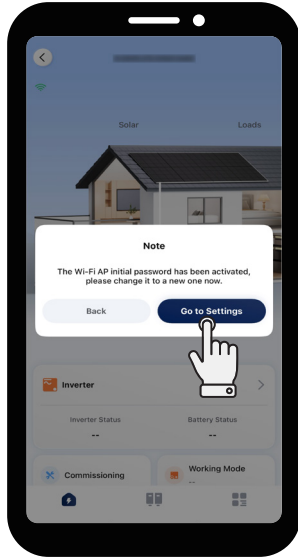 Solar
Loads
Note
The Wi-Fi AP initial password has been activated,
please change it to a new one now.
Back
Go to Settings
Inverter
Inverter Status
Battery Status
--
--
Commissioning
Working Mode
--